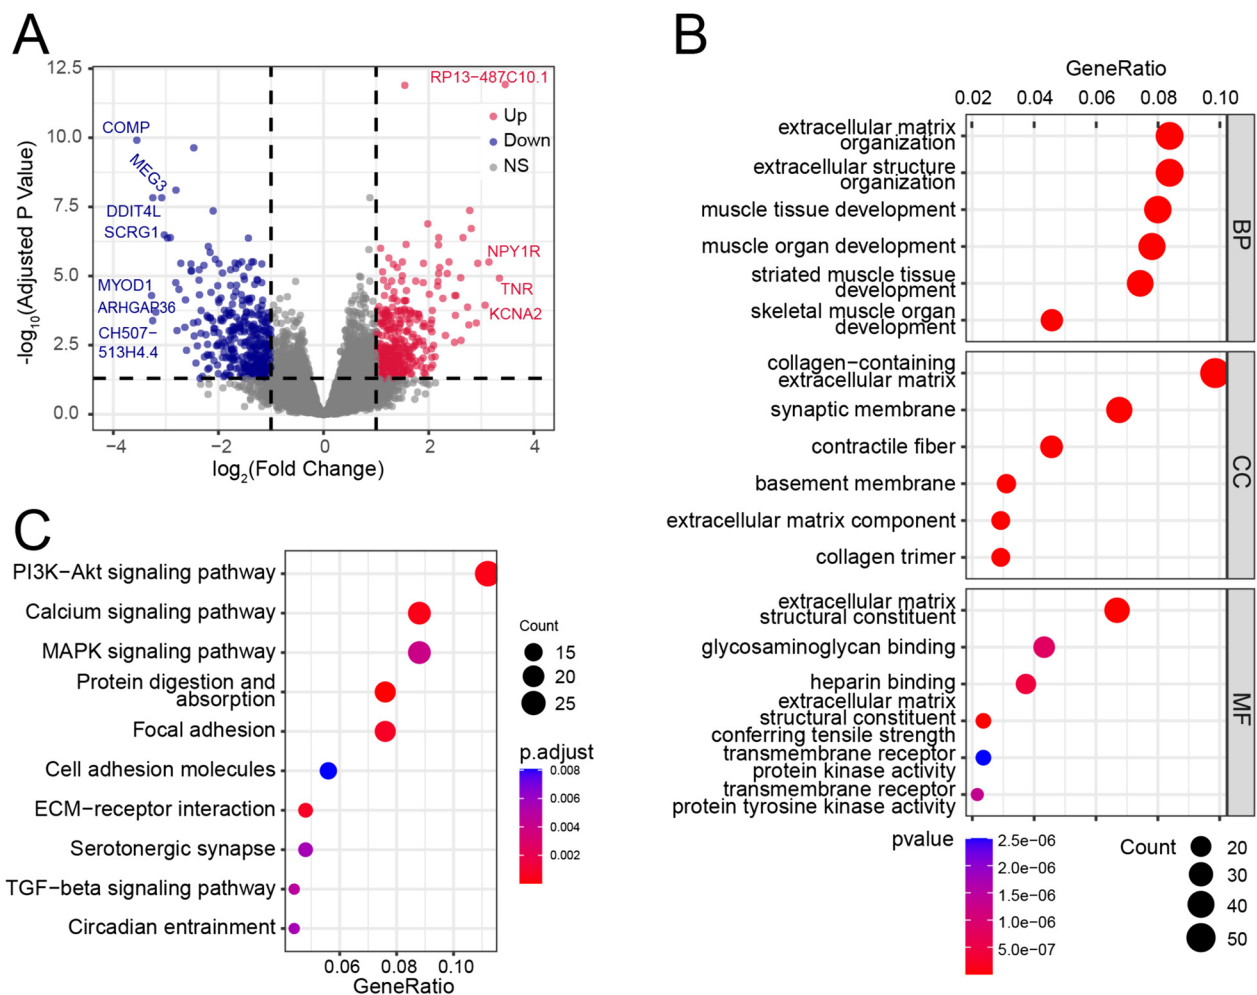 A
12.5
10.0
7.5
5.0
2.5
0.0
-log10(Adjusted P Value)
−4
−2
0
2
4
log2(Fold Change)
RP13−487C10.1
Up
Down
NS
COMP
MEG3
DDIT4L
SCRG1
MYOD1
ARHGAP36
CH507−
513H4.4
NPY1R
TNR
KCNA2
B
GeneRatio
0.02 0.04 0.06 0.08 0.10
extracellular matrix
organization
extracellular structure
organization
muscle tissue development
muscle organ development
striated muscle tissue
development
skeletal muscle organ
development
BP
collagen−containing
extracellular matrix
synaptic membrane
contractile fiber
basement membrane
extracellular matrix component
collagen trimer
CC
extracellular matrix
structural constituent
glycosaminoglycan binding
heparin binding
extracellular matrix
structural constituent
conferring tensile strength
transmembrane receptor
protein kinase activity
transmembrane receptor
protein tyrosine kinase activity
MF
pvalue
2.5e−06
2.0e−06
1.5e−06
1.0e−06
5.0e−07
Count
20
30
40
50
C
PI3K−Akt signaling pathway
Calcium signaling pathway
MAPK signaling pathway
Protein digestion and
absorption
Focal adhesion
Cell adhesion molecules
ECM−receptor interaction
Serotonergic synapse
TGF−beta signaling pathway
Circadian entrainment
0.06 0.08 0.10
GeneRatio
Count
15
20
25
p.adjust
0.008
0.006
0.004
0.002